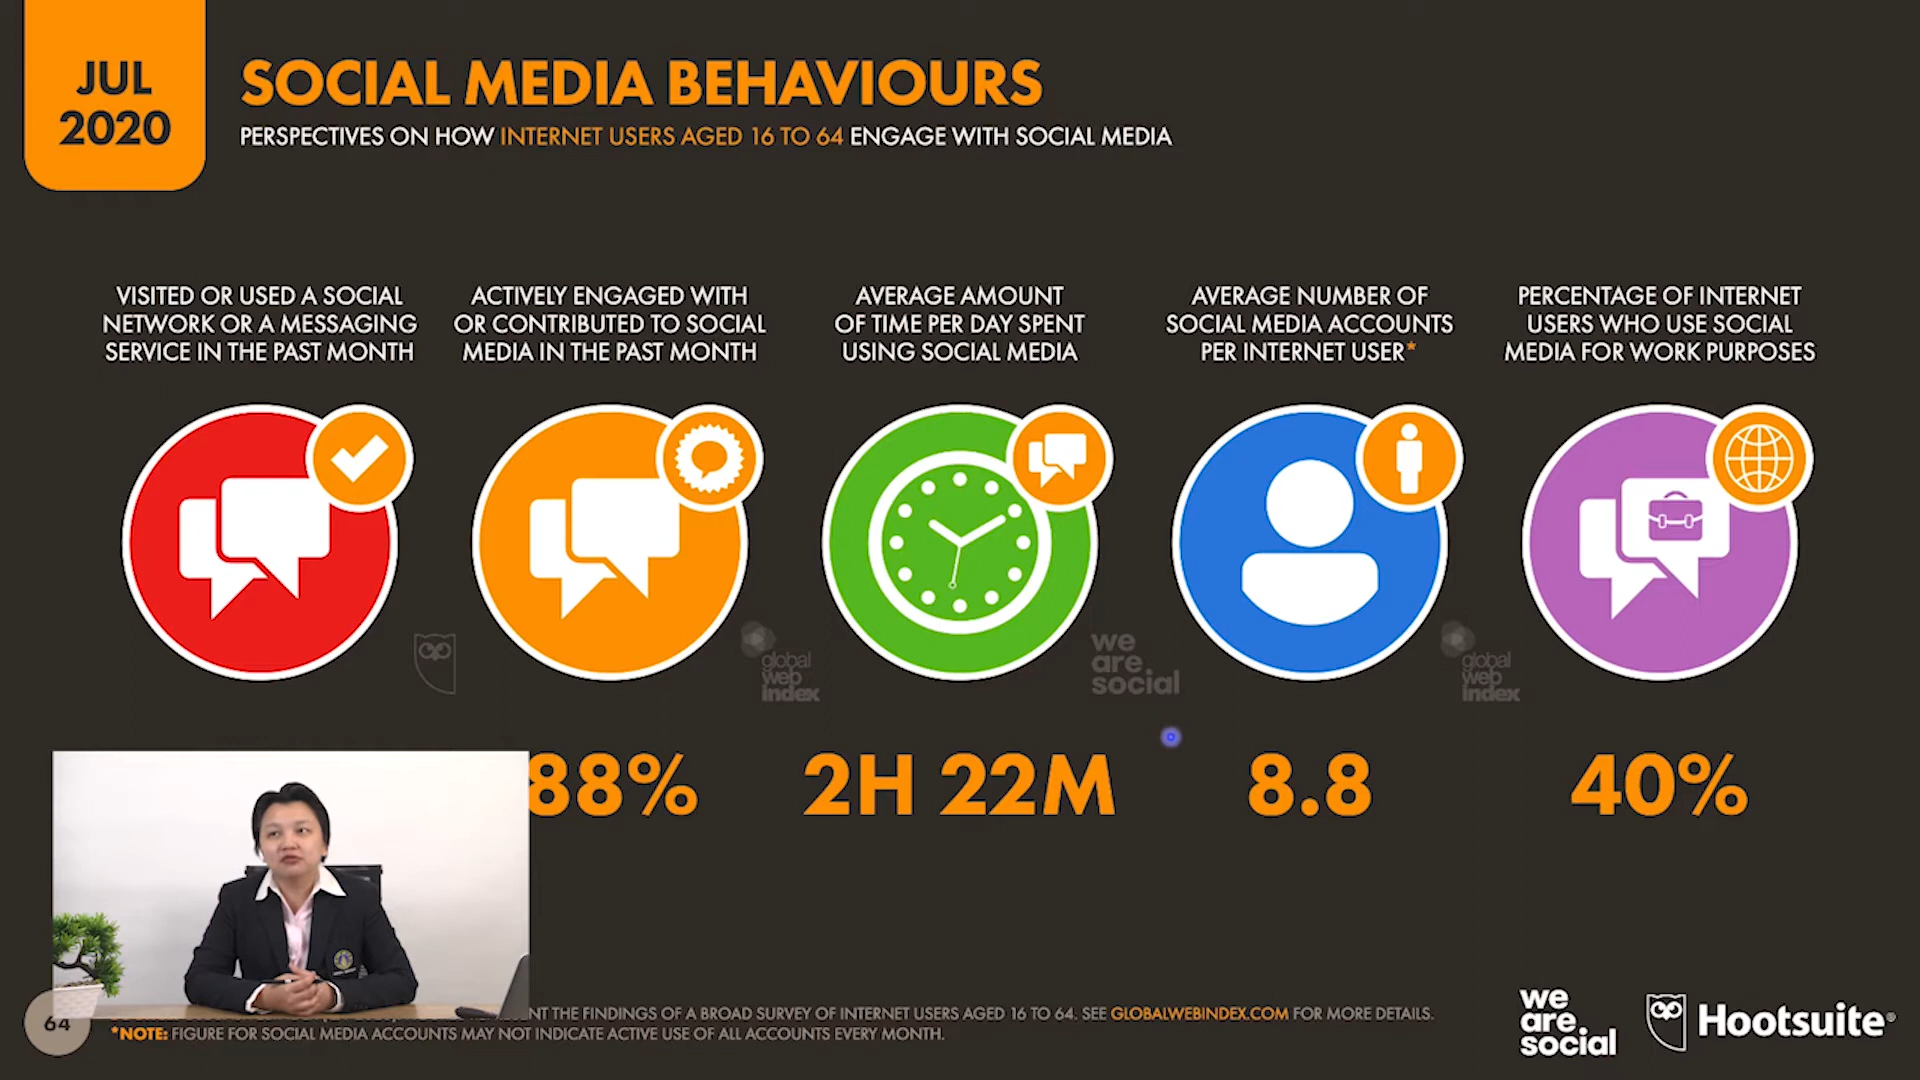 JUL
2020
SOCIAL MEDIA BEHAVIOURS
PERSPECTIVES ON HOW INTERNET USERS AGED 16 TO 64 ENGAGE WITH SOCIAL MEDIA
VISITED OR USED A SOCIAL
NETWORK OR A MESSAGING
SERVICE IN THE PAST MONTH
ACTIVELY ENGAGED WITH
OR CONTRIBUTED TO SOCIAL
MEDIA IN THE PAST MONTH
AVERAGE AMOUNT
OF TIME PER DAY SPENT
USING SOCIAL MEDIA
AVERAGE NUMBER OF
SOCIAL MEDIA ACCOUNTS
PER INTERNET USER*
PERCENTAGE OF INTERNET
USERS WHO USE SOCIAL
MEDIA FOR WORK PURPOSES
global
web
index
we
are
social
global
web
index
88%
2H 22M
8.8
40%
64
THE FINDINGS OF A BROAD SURVEY OF INTERNET USERS AGED 16 TO 64. SEE GLOBALWEBINDEX.COM FOR MORE DETAILS.
*NOTE: FIGURE FOR SOCIAL MEDIA ACCOUNTS MAY NOT INDICATE ACTIVE USE OF ALL ACCOUNTS EVERY MONTH.
we
are
social
Hootsuite®